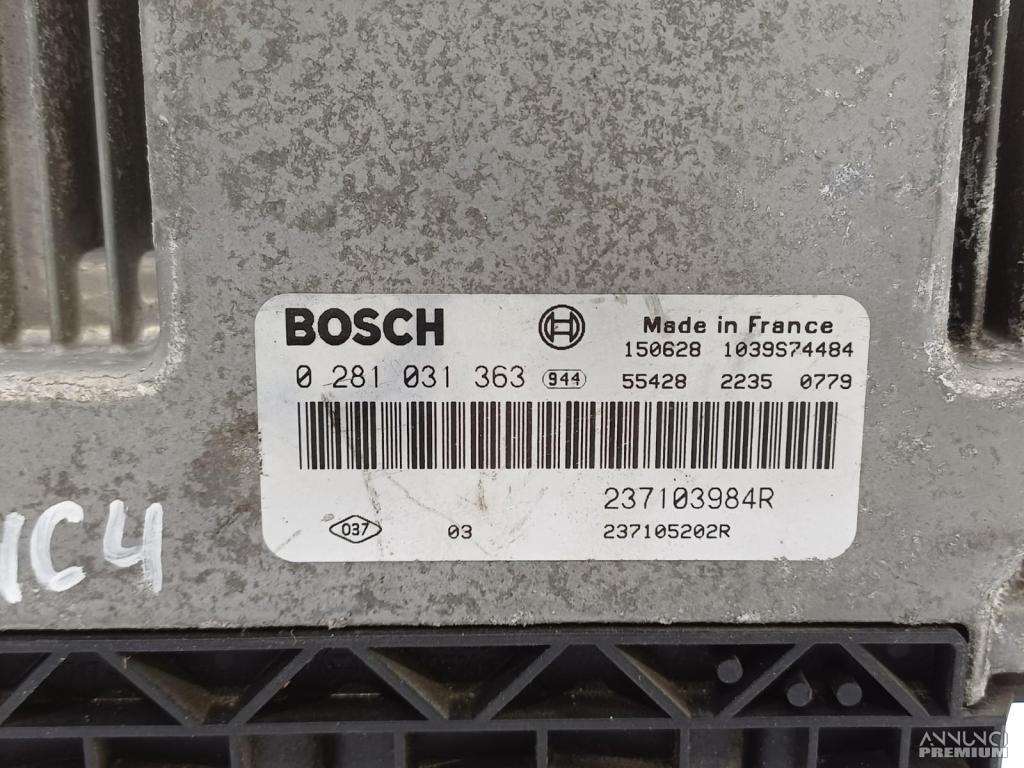 BOSCH
Made in France
150628 1039S74484
0 281 031 363 944 55428 2235 0779
237103984R
037 03 237105202R
ANNUNCI
PREMIUM